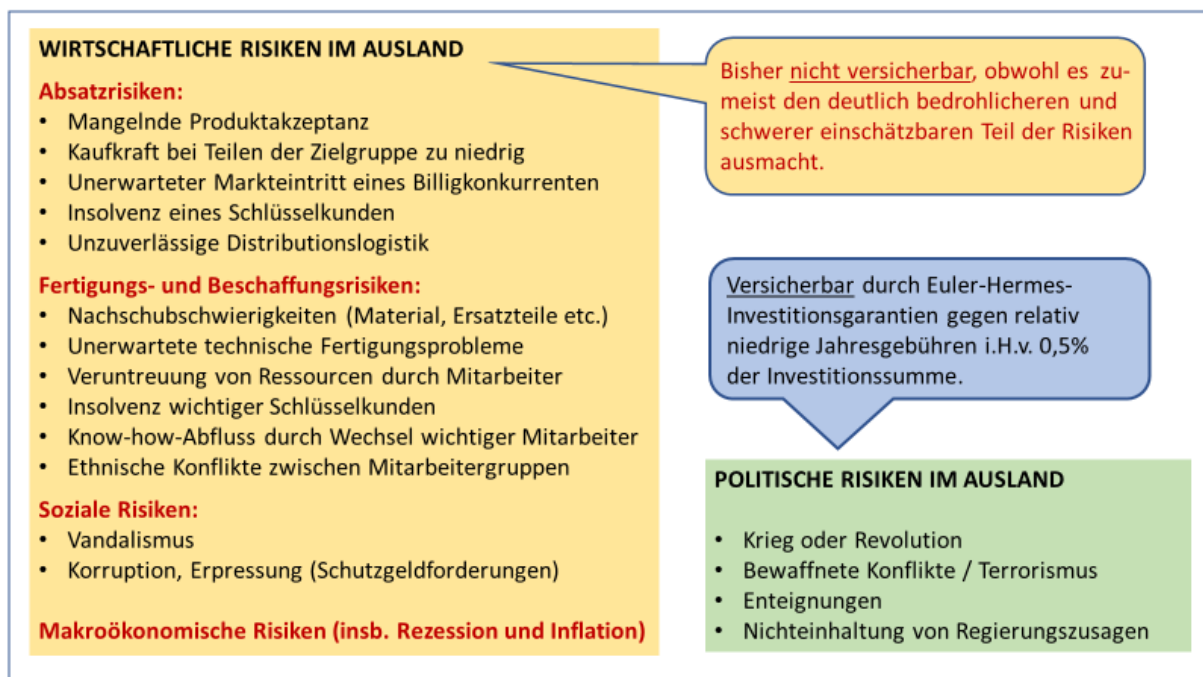 WIRTSCHAFTLICHE RISIKEN IM AUSLAND
Absatzrisiken:
• Mangelnde Produktakzeptanz
• Kaufkraft bei Teilen der Zielgruppe zu niedrig
• Unerwarteter Markteintritt eines Billigkonkurrenten
• Insolvenz eines Schlüsselkunden
• Unzuverlässige Distributionslogistik
Fertigungs- und Beschaffungsrisiken:
• Nachschubschwierigkeiten (Material, Ersatzteile etc.)
• Unerwartete technische Fertigungsprobleme
• Veruntreuung von Ressourcen durch Mitarbeiter
• Insolvenz wichtiger Schlüsselkunden
• Know-how-Abfluss durch Wechsel wichtiger Mitarbeiter
• Ethnische Konflikte zwischen Mitarbeitergruppen
Soziale Risiken:
• Vandalismus
• Korruption, Erpressung (Schutzgeldforderungen)
Makroökonomische Risiken (insb. Rezession und Inflation)
Bisher nicht versicherbar, obwohl es zu-
meist den deutlich bedrohlicheren und
schwerer einschätzbaren Teil der Risiken
ausmacht.
Versicherbar durch Euler-Hermes-
Investitionsgarantien gegen relativ
niedrige Jahresgebühren i.H.v. 0,5%
der Investitionssumme.
POLITISCHE RISIKEN IM AUSLAND
• Krieg oder Revolution
• Bewaffnete Konflikte / Terrorismus
• Enteignungen
• Nichteinhaltung von Regierungszusagen